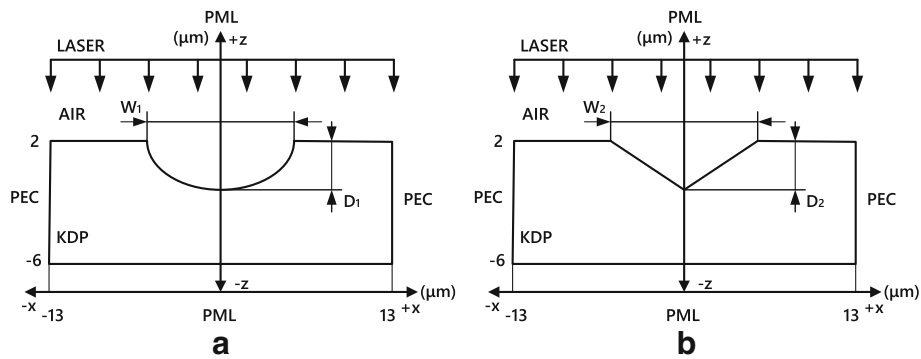 PML
(μm) +z
LASER
AIR
W1
2
PEC
PEC
D1
KDP
-6
-z
(μm)
-x
+x
-13
PML
13
a
PML
(μm) +z
LASER
AIR
W2
2
PEC
PEC
D2
KDP
-6
-z
(μm)
-x
+x
-13
PML
13
b